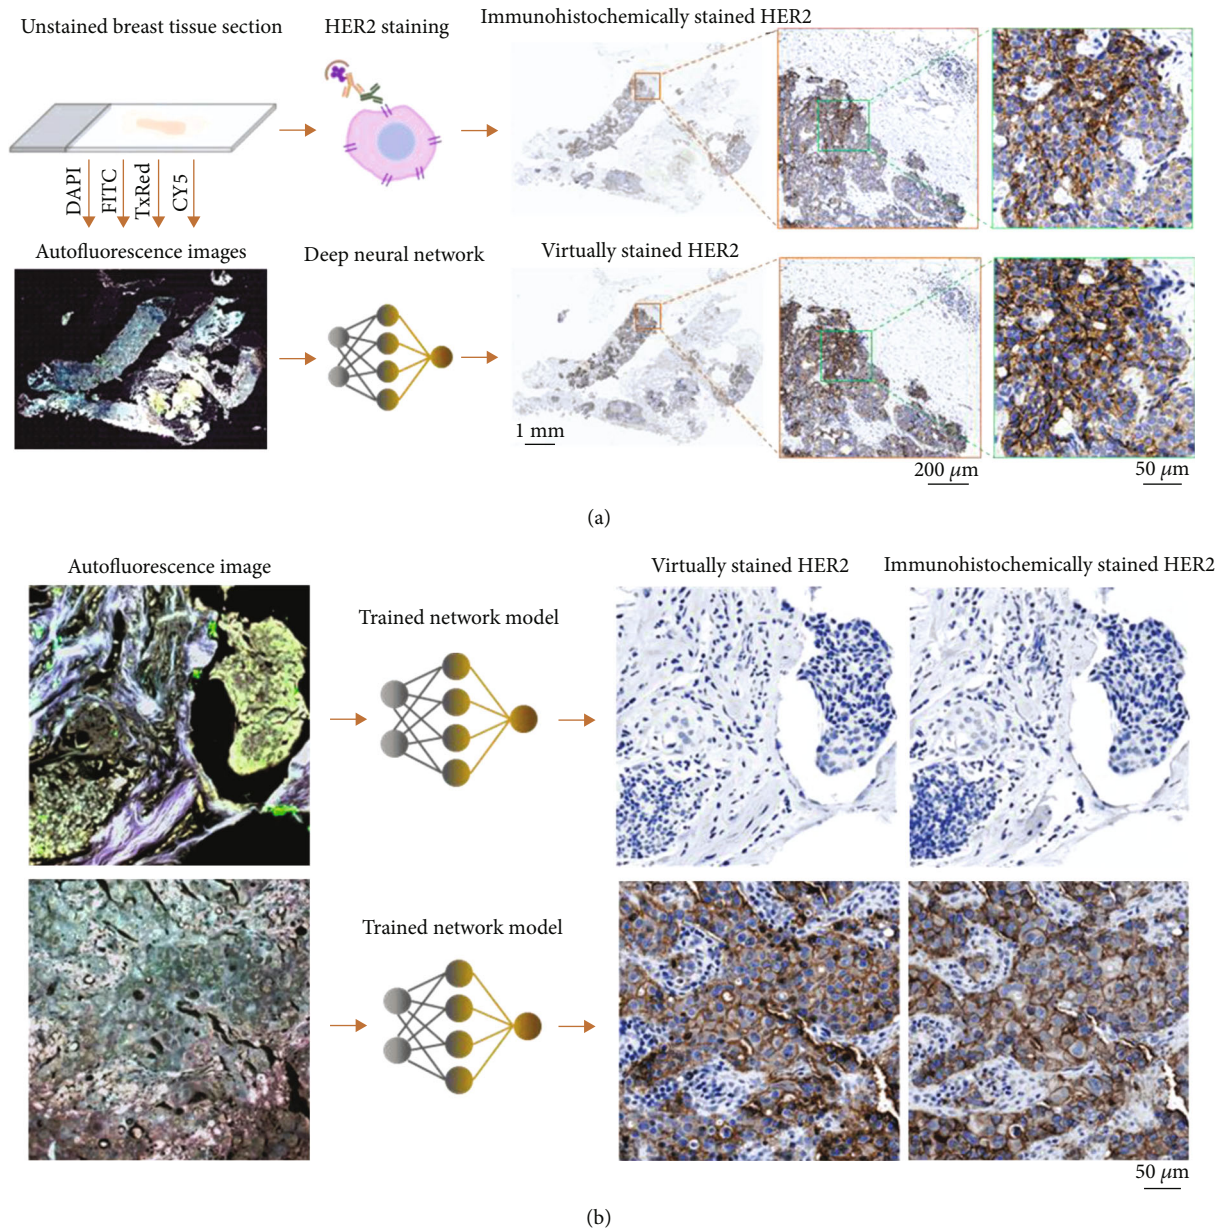 Unstained breast tissue section
HER2 staining
Immunohistochemically stained HER2
DAPI
FITC
TxRed
CY5
Autofluorescence images
Deep neural network
Virtually stained HER2
1 mm
200 μm
50 μm
(a)
Autofluorescence image
Virtually stained HER2
Immunohistochemically stained HER2
Trained network model
Trained network model
50 μm
(b)